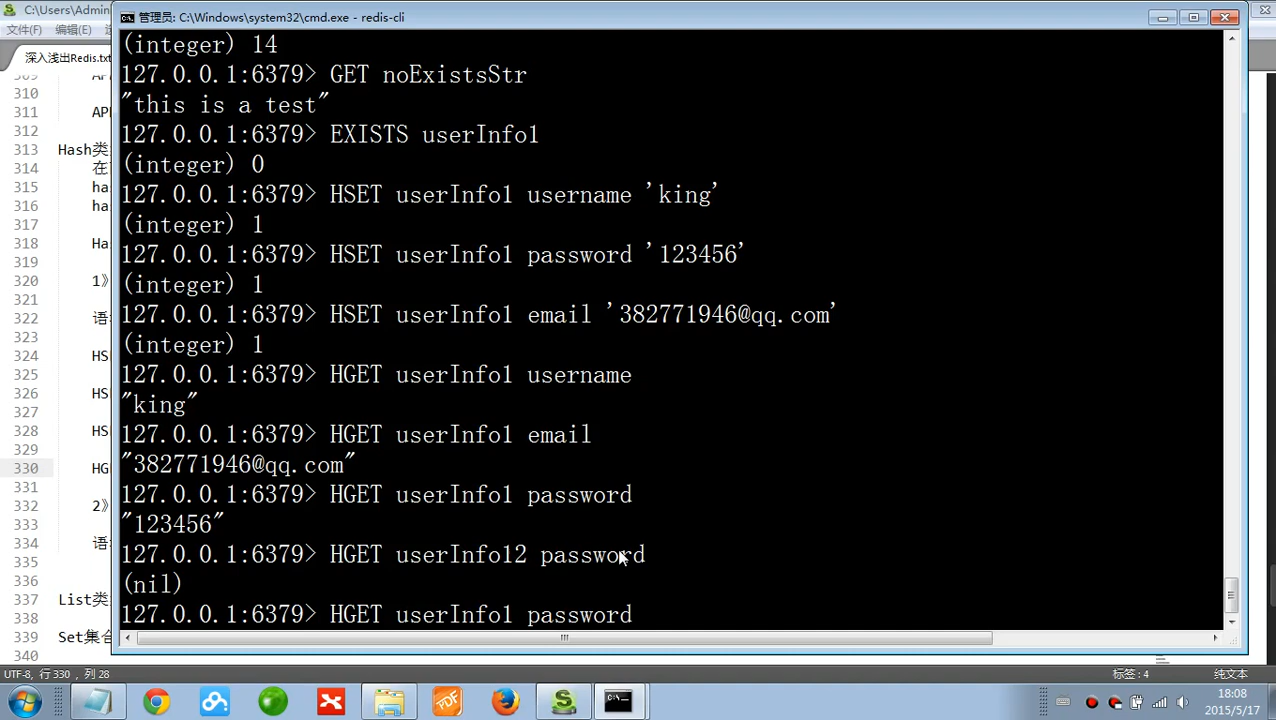 C:\Users\Admin
管理员: C:\Windows\system32\cmd.exe - redis-cli
文件(F) 编辑(E)
深入浅出Redis.txt
(integer) 14
127.0.0.1:6379> GET noExistsStr
"this is a test"
127.0.0.1:6379> EXISTS userInfo1
(integer) 0
127.0.0.1:6379> HSET userInfo1 username 'king'
(integer) 1
127.0.0.1:6379> HSET userInfo1 password '123456'
(integer) 1
127.0.0.1:6379> HSET userInfo1 email '382771946@qq.com'
(integer) 1
127.0.0.1:6379> HGET userInfo1 username
"king"
127.0.0.1:6379> HGET userInfo1 email
"382771946@qq.com"
127.0.0.1:6379> HGET userInfo1 password
"123456"
127.0.0.1:6379> HGET userInfo12 password
(nil)
127.0.0.1:6379> HGET userInfo1 password
309
310
311 APP
312
313 Hash类
314 在
315 ha
316 ha
317
318 Ha
319
320 1》
321
322 语
323
324 HS
325
326 HS
327
328 HS
329
330 HG
331
332 2》
333
334 语
335
336
337 List类
338
339 Set集合
340
UTF-8, 行 330 , 列 28
标签: 4
纯文本
PDF
18:08
2015/5/17